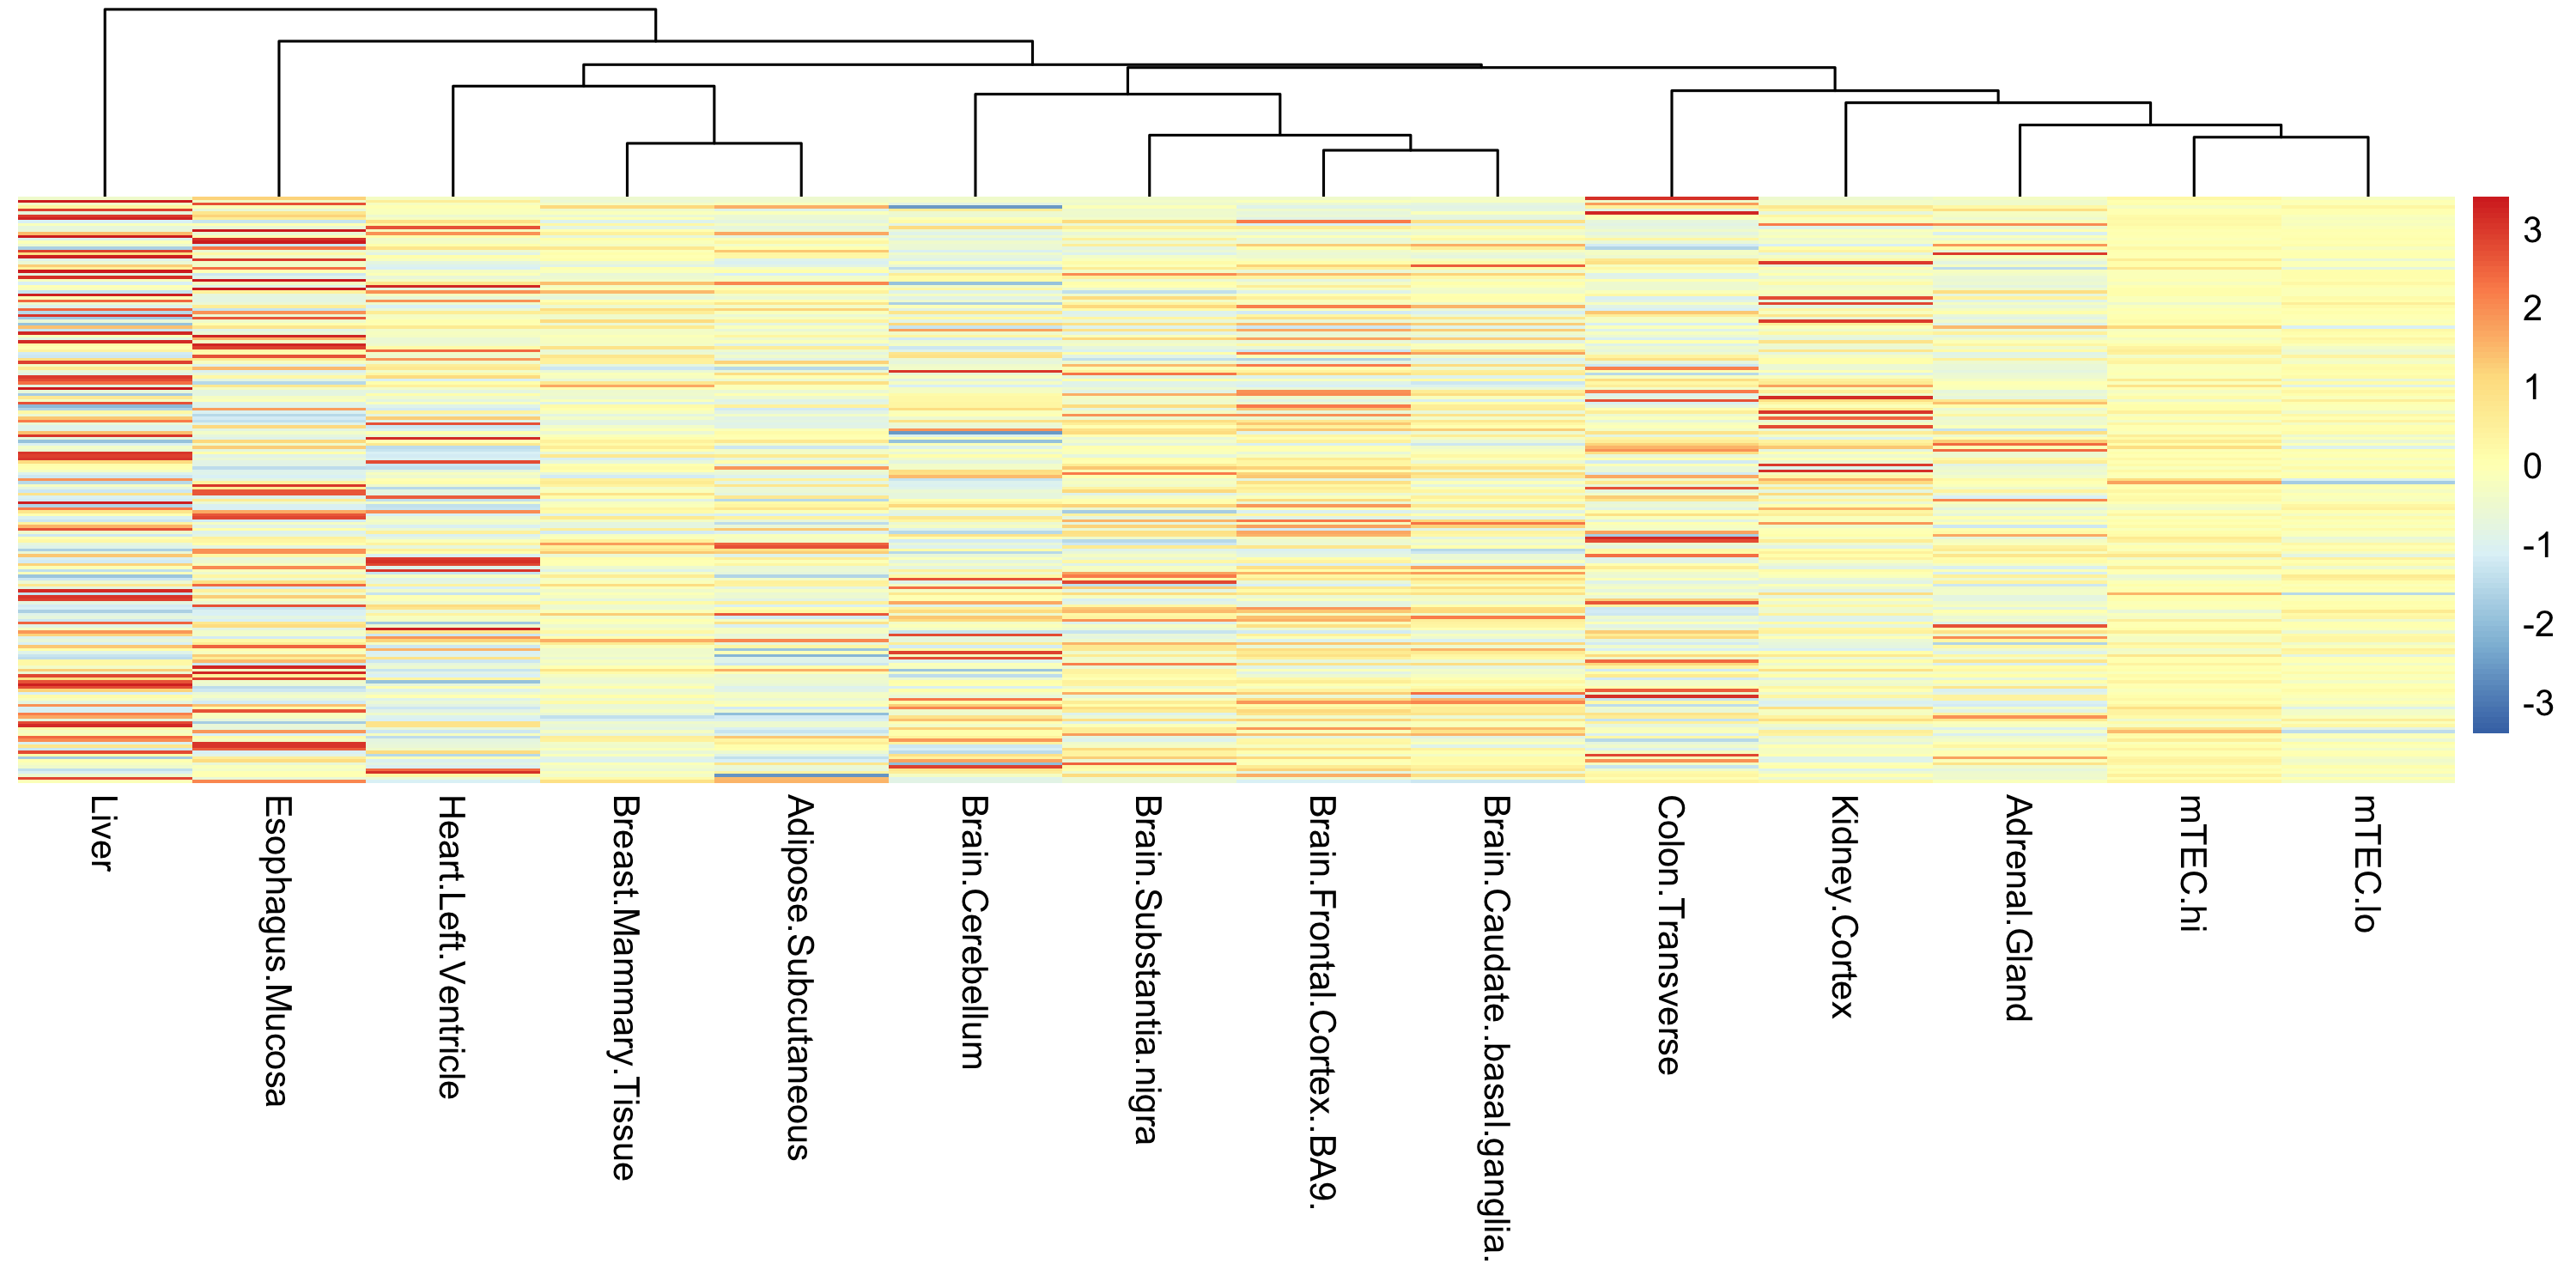 3
2
1
0
-1
-2
-3
Liver
Esophagus.Mucosa
Heart.Left.Ventricle
Breast.Mammary.Tissue
Adipose.Subcutaneous
Brain.Cerebellum
Brain.Substantia.nigra
Brain.Frontal.Cortex..BA9.
Brain.Caudate..basal.ganglia.
Colon.Transverse
Kidney.Cortex
Adrenal.Gland
mTEC.hi
mTEC.lo